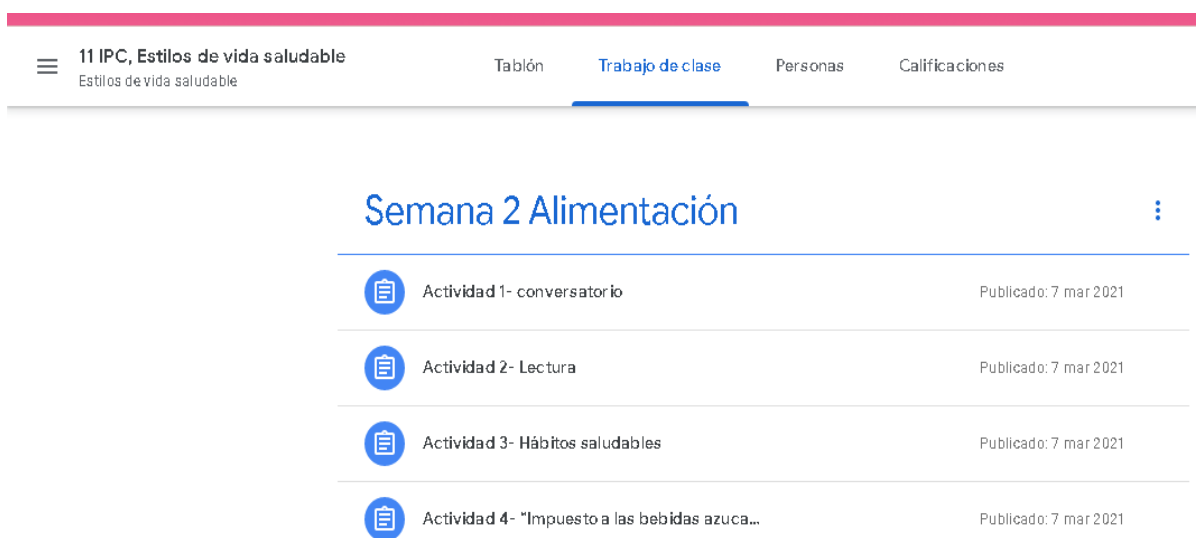 11 IPC, Estilos de vida saludable
Estilos de vida saludable
Tablón Trabajo de clase Personas Calificaciones
Semana 2 Alimentación
Actividad 1- conversatorio Publicado: 7 mar 2021
Actividad 2- Lectura Publicado: 7 mar 2021
Actividad 3- Hábitos saludables Publicado: 7 mar 2021
Actividad 4- "Impuesto a las bebidas azuca... Publicado: 7 mar 2021